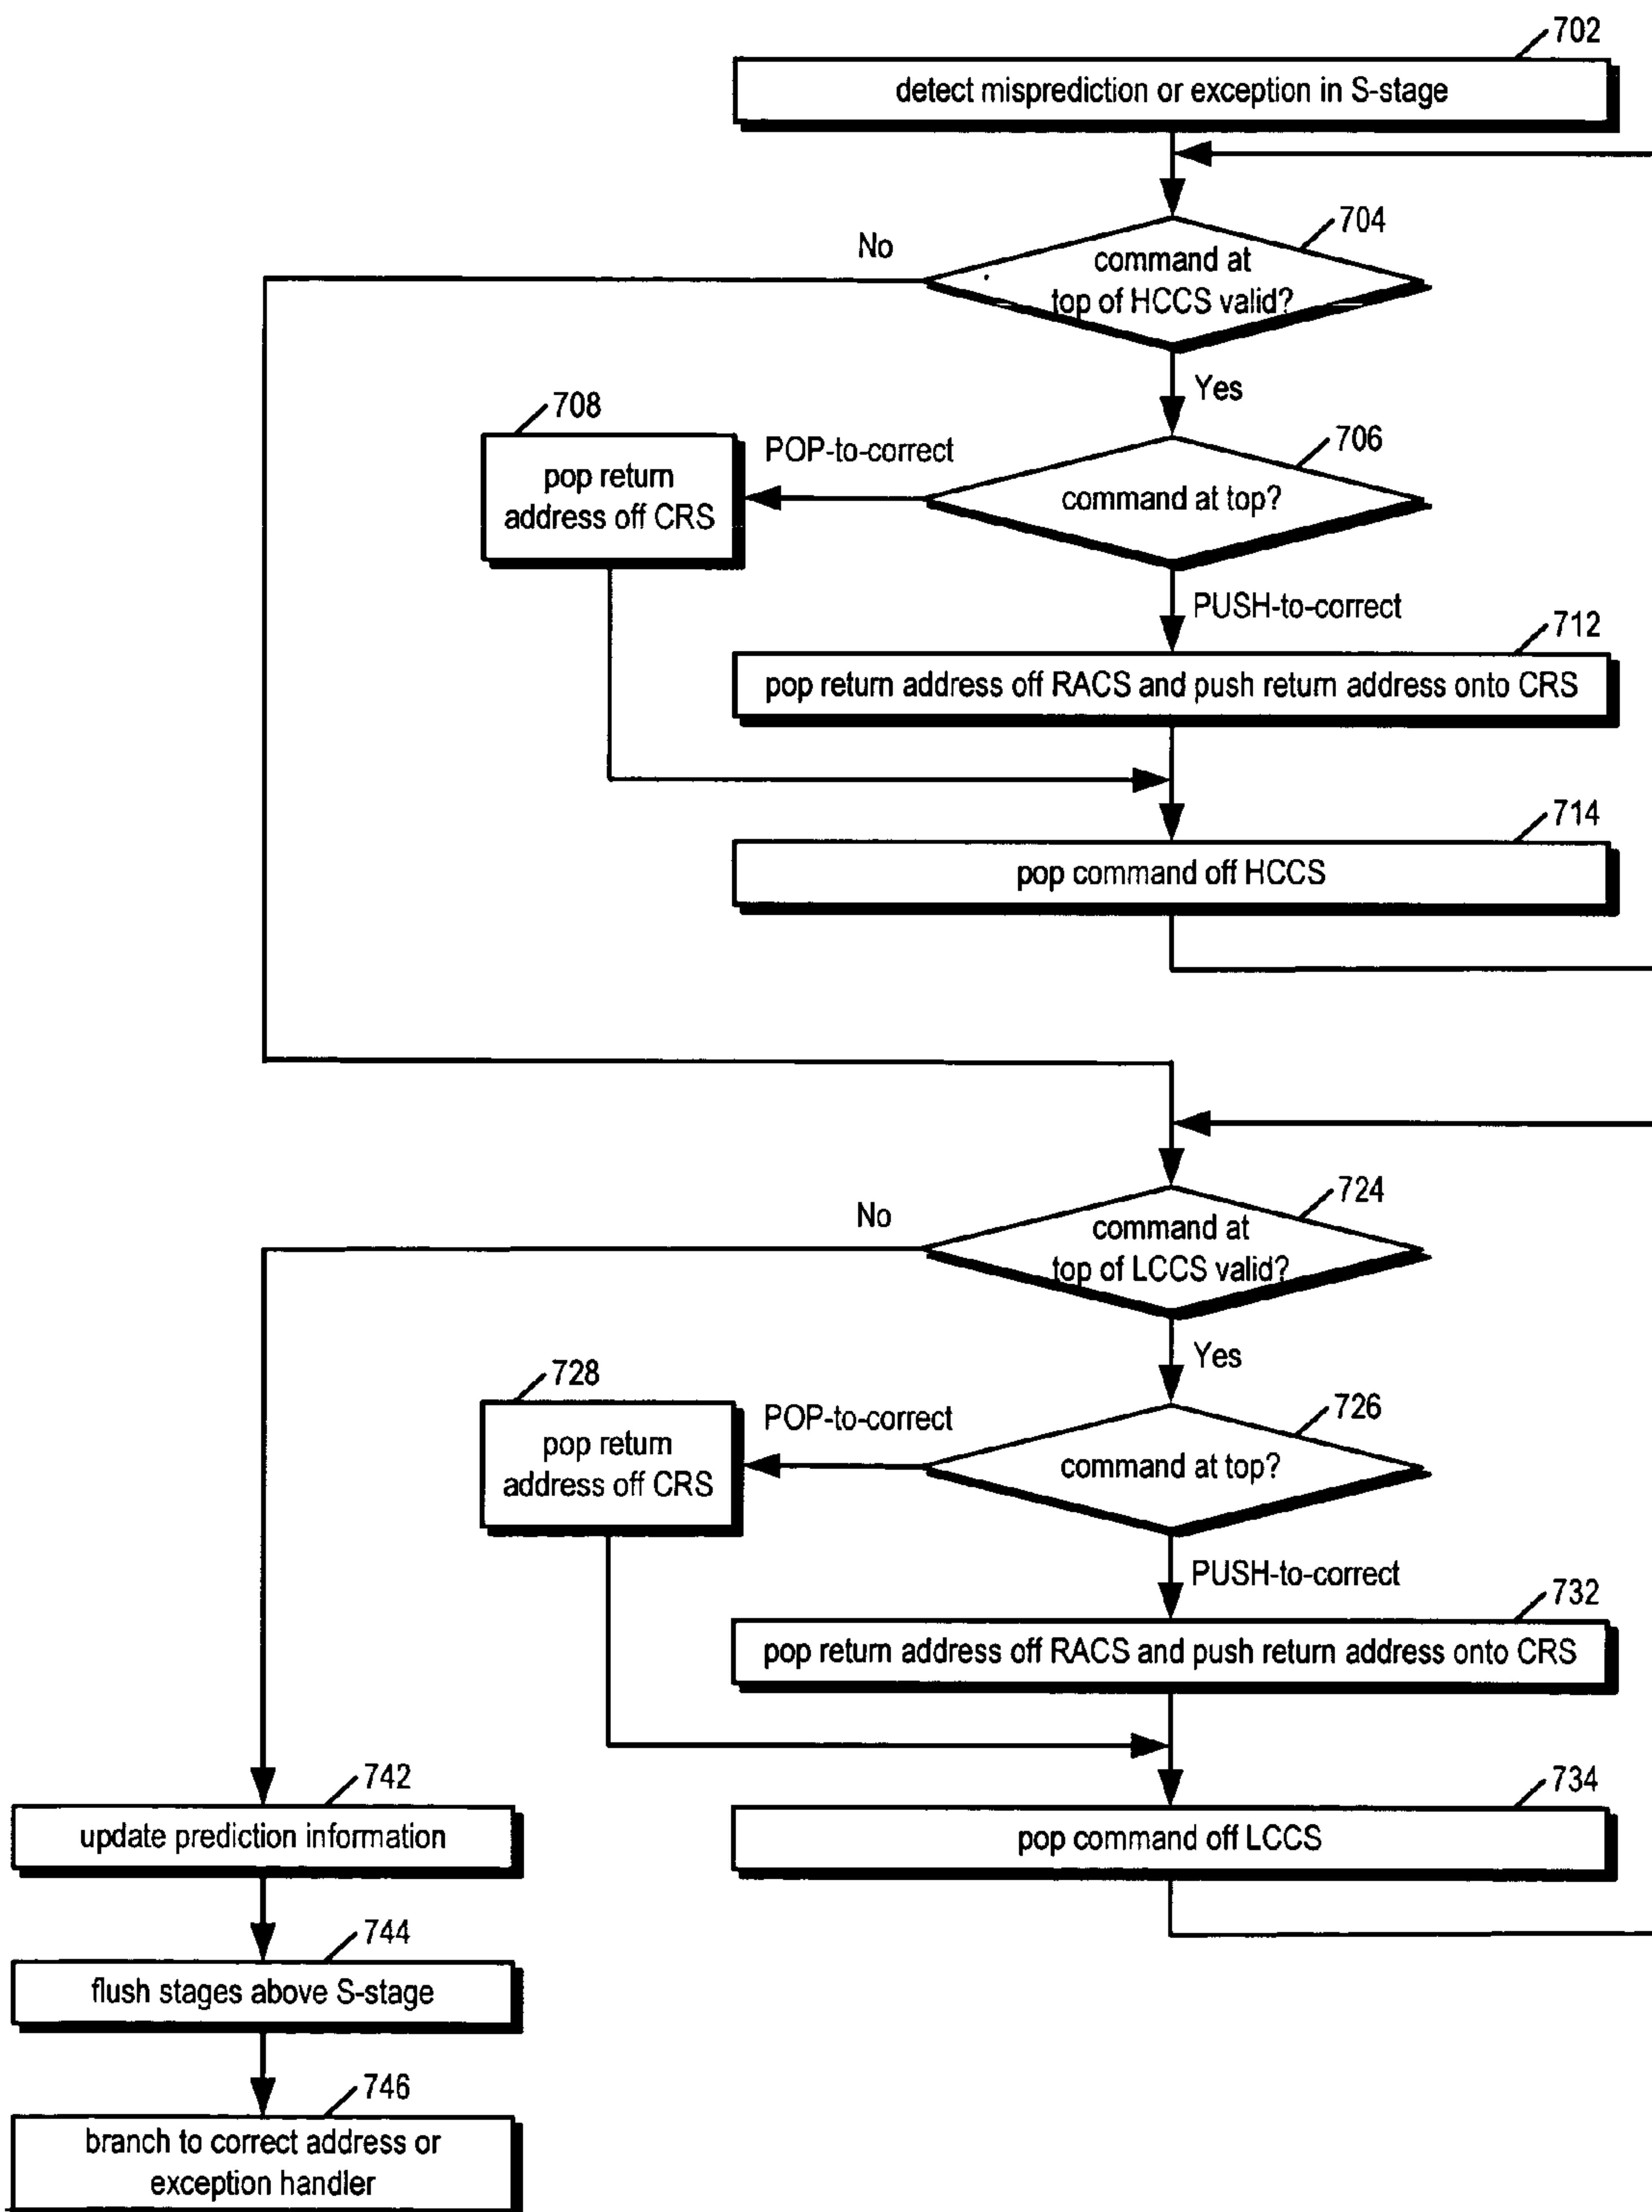 702
detect misprediction or exception in S-stage
704
No
command at
top of HCCS valid?
Yes
708
706
POP-to-correct
pop return
address off CRS
command at top?
PUSH-to-correct
712
pop return address off RACS and push return address onto CRS
714
pop command off HCCS
724
No
command at
top of LCCS valid?
Yes
728
726
POP-to-correct
pop return
address off CRS
command at top?
PUSH-to-correct
732
pop return address off RACS and push return address onto CRS
742
734
update prediction information
pop command off LCCS
744
flush stages above S-stage
746
branch to correct address or
exception handler